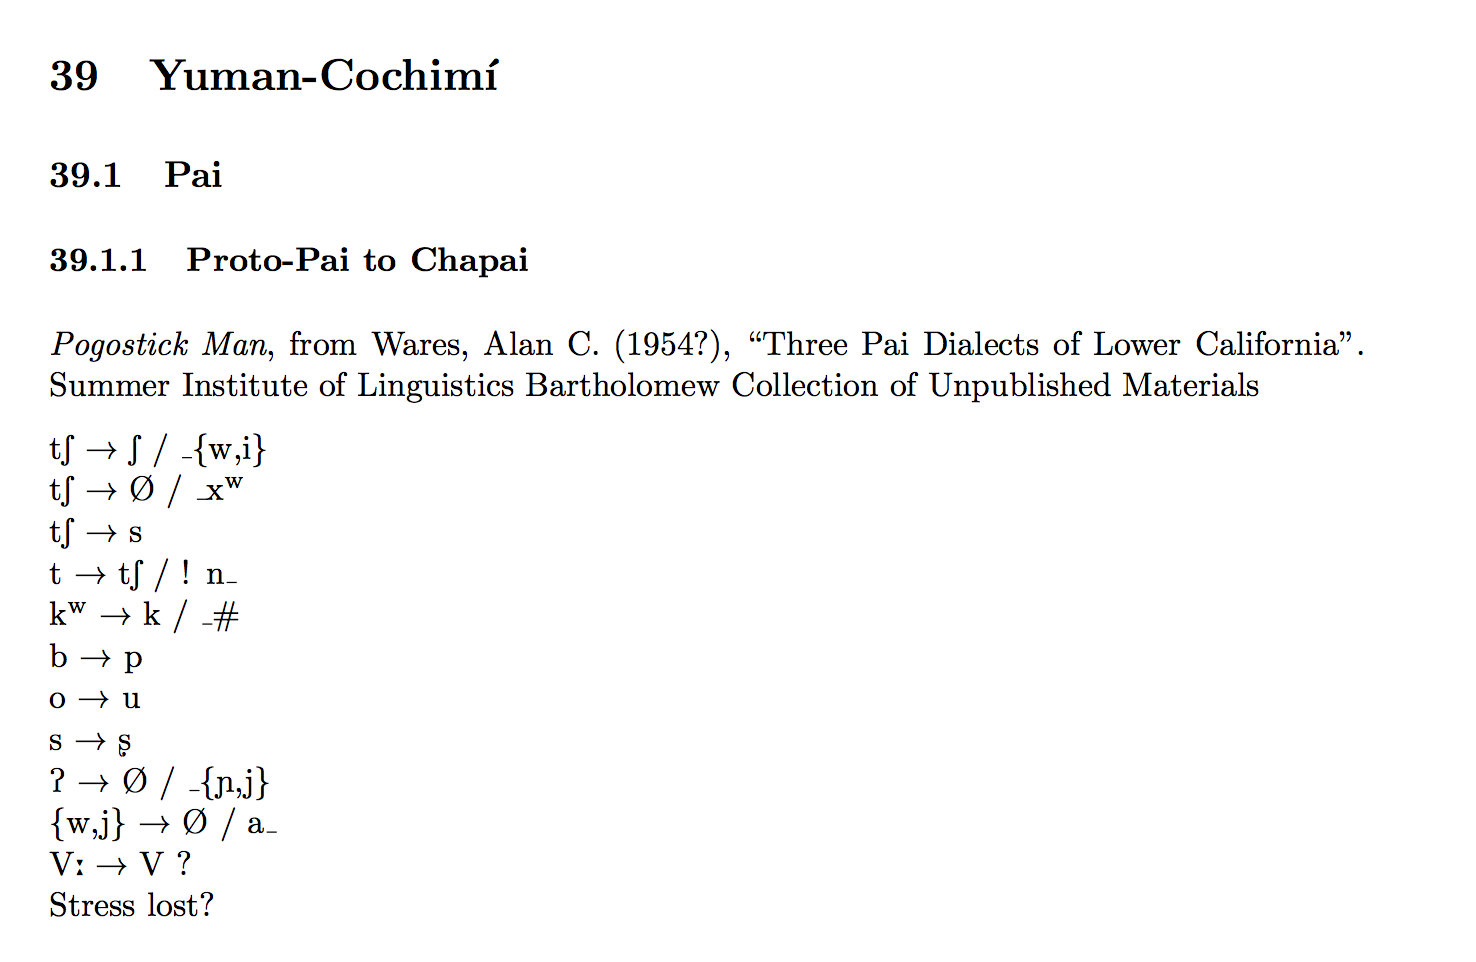 39 Yuman-Cochimí
39.1 Pai
39.1.1 Proto-Pai to Chapai
Pogostick Man, from Wares, Alan C. (1954?), “Three Pai Dialects of Lower California”.
Summer Institute of Linguistics Bartholomew Collection of Unpublished Materials
tʃ → ʃ / _{w,i}
tʃ → Ø / _xʷ
tʃ → s
t → tʃ / ! n_
kʷ → k / _#
b → p
o → u
s → ʂ
ʔ → Ø / _{ɲ,j}
{w,j} → Ø / a_
Vː → V ?
Stress lost?